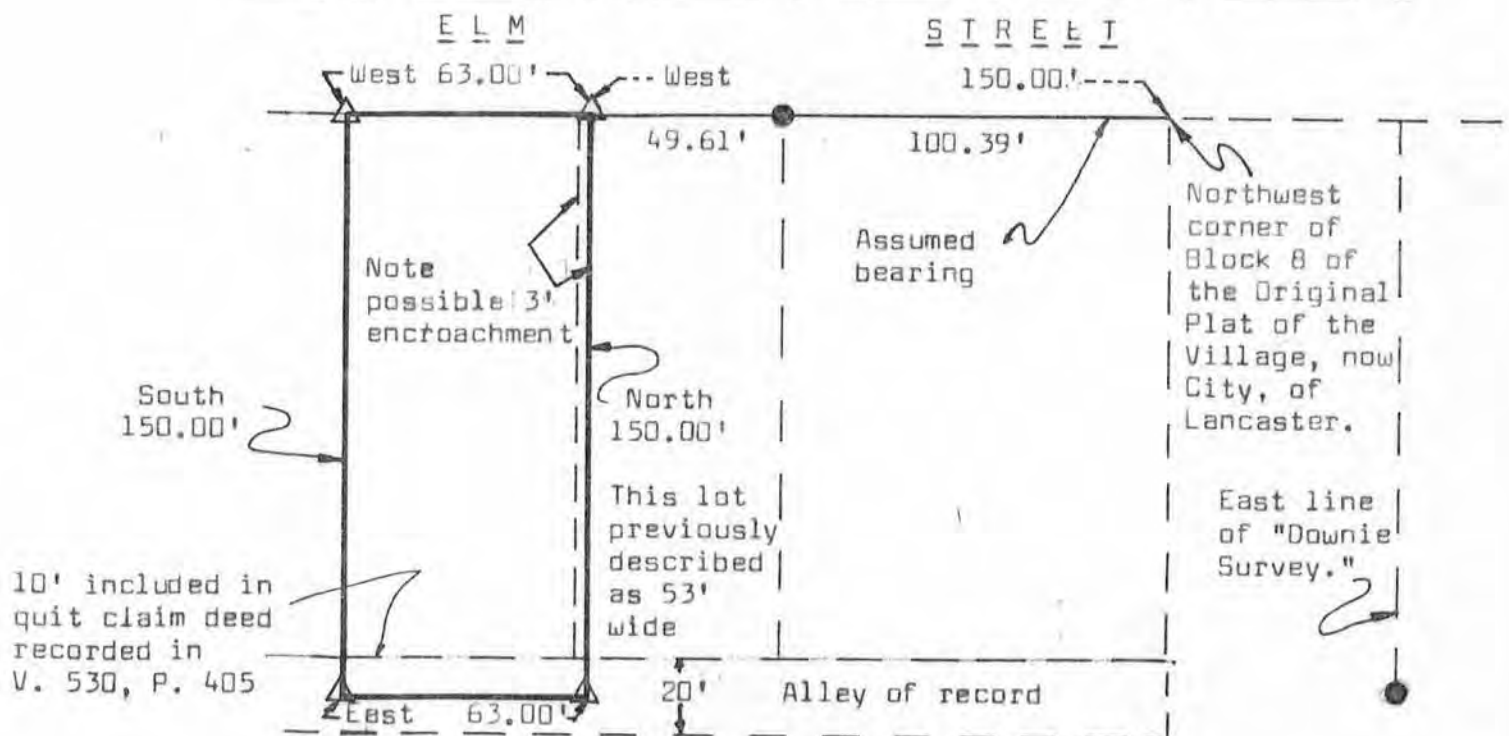 E L M
S T R E E T
West 63.00'
--- West
150.00'----
49.61'
100.39'
Northwest
corner of
Block 8 of
the Original
Plat of the
Village, now
City, of
Lancaster.
Assumed
bearing
Note
possible 3'
encroachment
South
150.00'
North
150.00'
This lot
previously
described
as 53'
wide
East line
of "Downie
Survey."
10' included in
quit claim deed
recorded in
V. 530, P. 405
20' Alley of record
East 63.00'